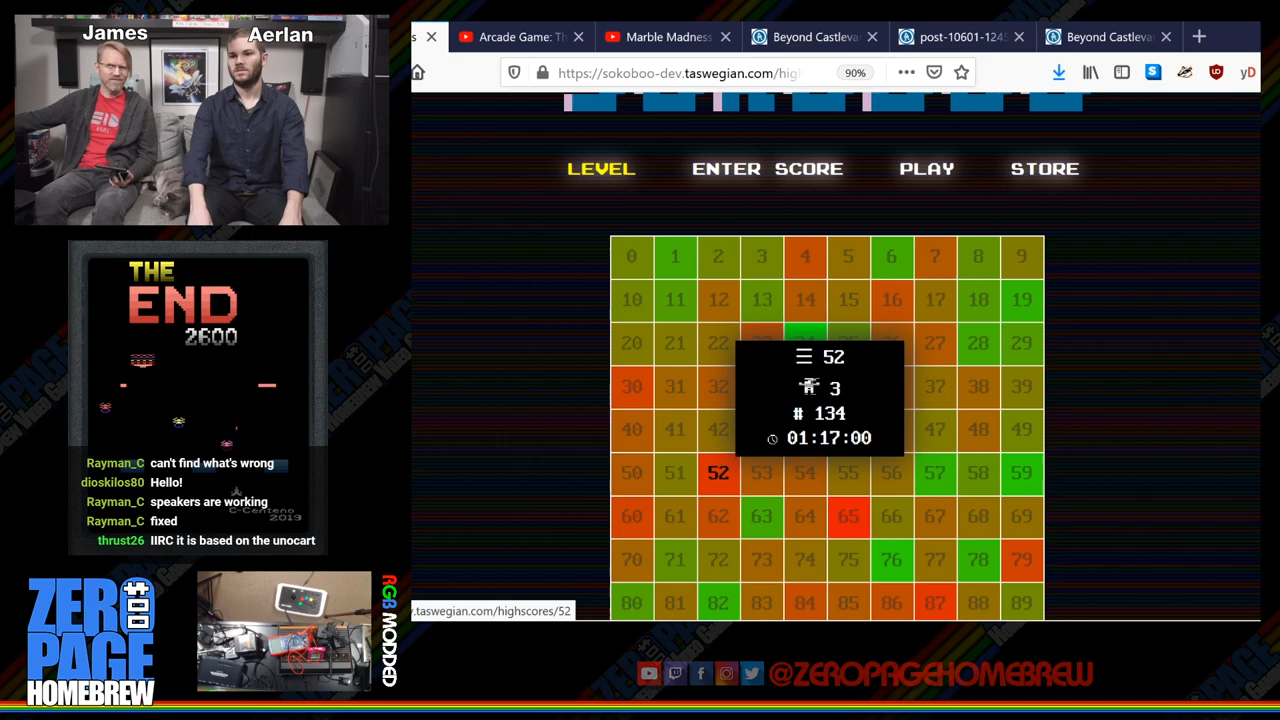 James
Aerlan
THE
END
2600
C-Centeno
2019
Rayman_C can't find what's wrong
dioskilos80 Hello!
Rayman_C speakers are working
Rayman_C fixed
thrust26 IIRC it is based on the unocart
ZERO
PAGE
HOMEBREW
RGB MODDED
s
Arcade Game: Th
Marble Madness
Beyond Castleva
post-10601-124
Beyond Castleva
https://sokoboo-dev.taswegian.com/hig
90%
LEVEL ENTER SCORE PLAY STORE
0 1 2 3 4 5 6 7 8 9
10 11 12 13 14 15 16 17 18 19
20 21 22 27 28 29
30 31 32 37 38 39
40 41 42 47 48 49
50 51 52 53 54 55 56 57 58 59
60 61 62 63 64 65 66 67 68 69
70 71 72 73 74 75 76 77 78 79
80 81 82 83 84 85 86 87 88 89
52
3
# 134
01:17:00
.taswegian.com/highscores/52
@ZEROPAGEHOMEBREW